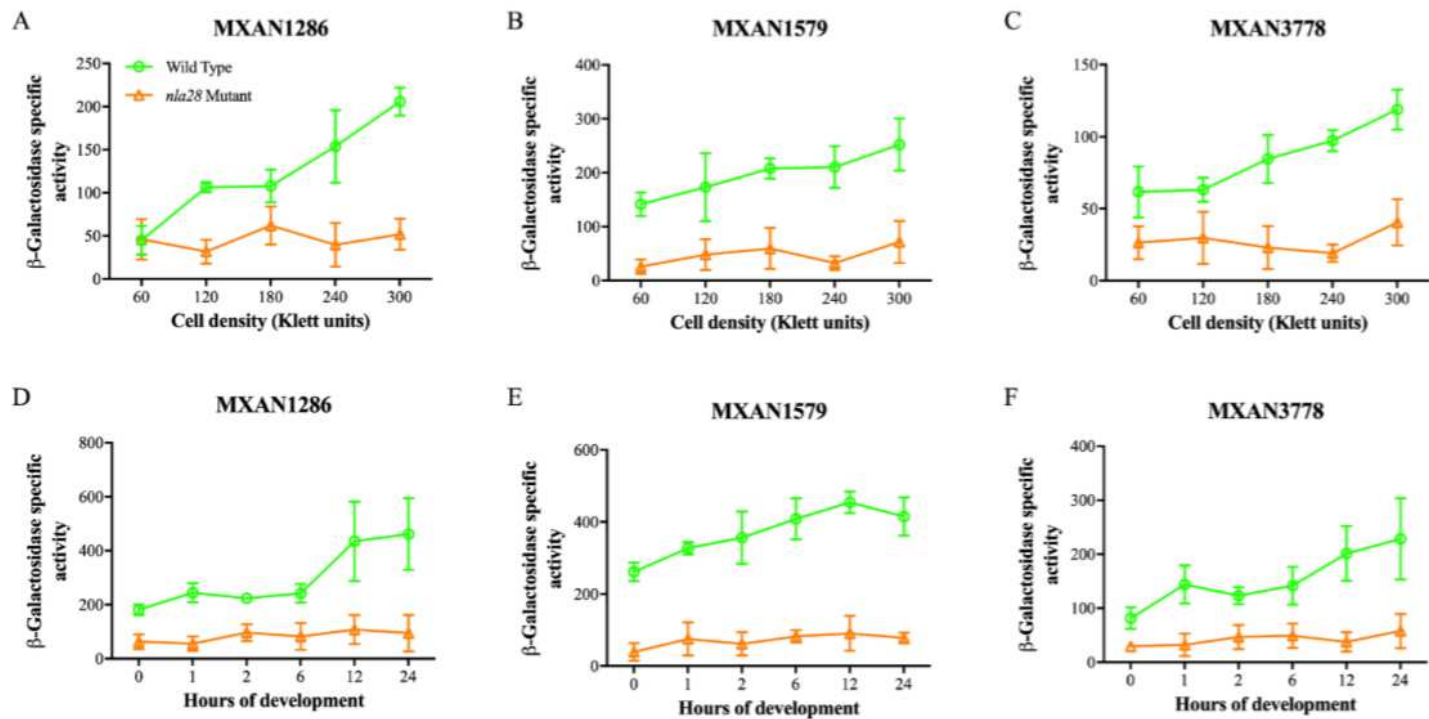 A
MXAN1286
β-Galactosidase specific
activity
250
200
150
100
50
0
Wild Type
nla28 Mutant
60 120 180 240 300
Cell density (Klett units)
B
MXAN1579
β-Galactosidase specific
activity
400
300
200
100
0
60 120 180 240 300
Cell density (Klett units)
C
MXAN3778
β-Galactosidase specific
activity
150
100
50
0
60 120 180 240 300
Cell density (Klett units)
D
MXAN1286
β-Galactosidase specific
activity
800
600
400
200
0
0 1 2 6 12 24
Hours of development
E
MXAN1579
β-Galactosidase specific
activity
600
400
200
0
0 1 2 6 12 24
Hours of development
F
MXAN3778
β-Galactosidase specific
activity
400
300
200
100
0
0 1 2 6 12 24
Hours of development